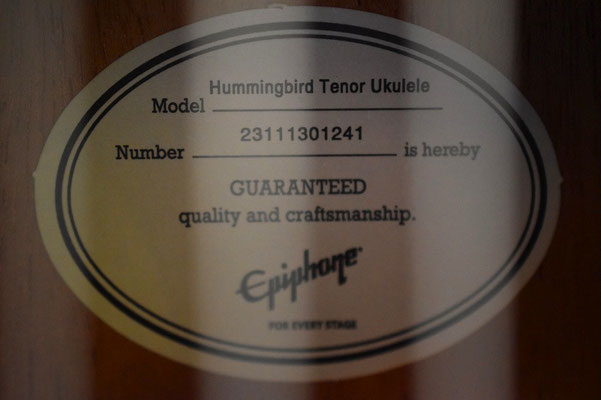 Model Hummingbird Tenor Ukulele
Number 23111301241 is hereby
GUARANTEED
quality and craftsmanship.
Epiphone
FOR EVERY STAGE